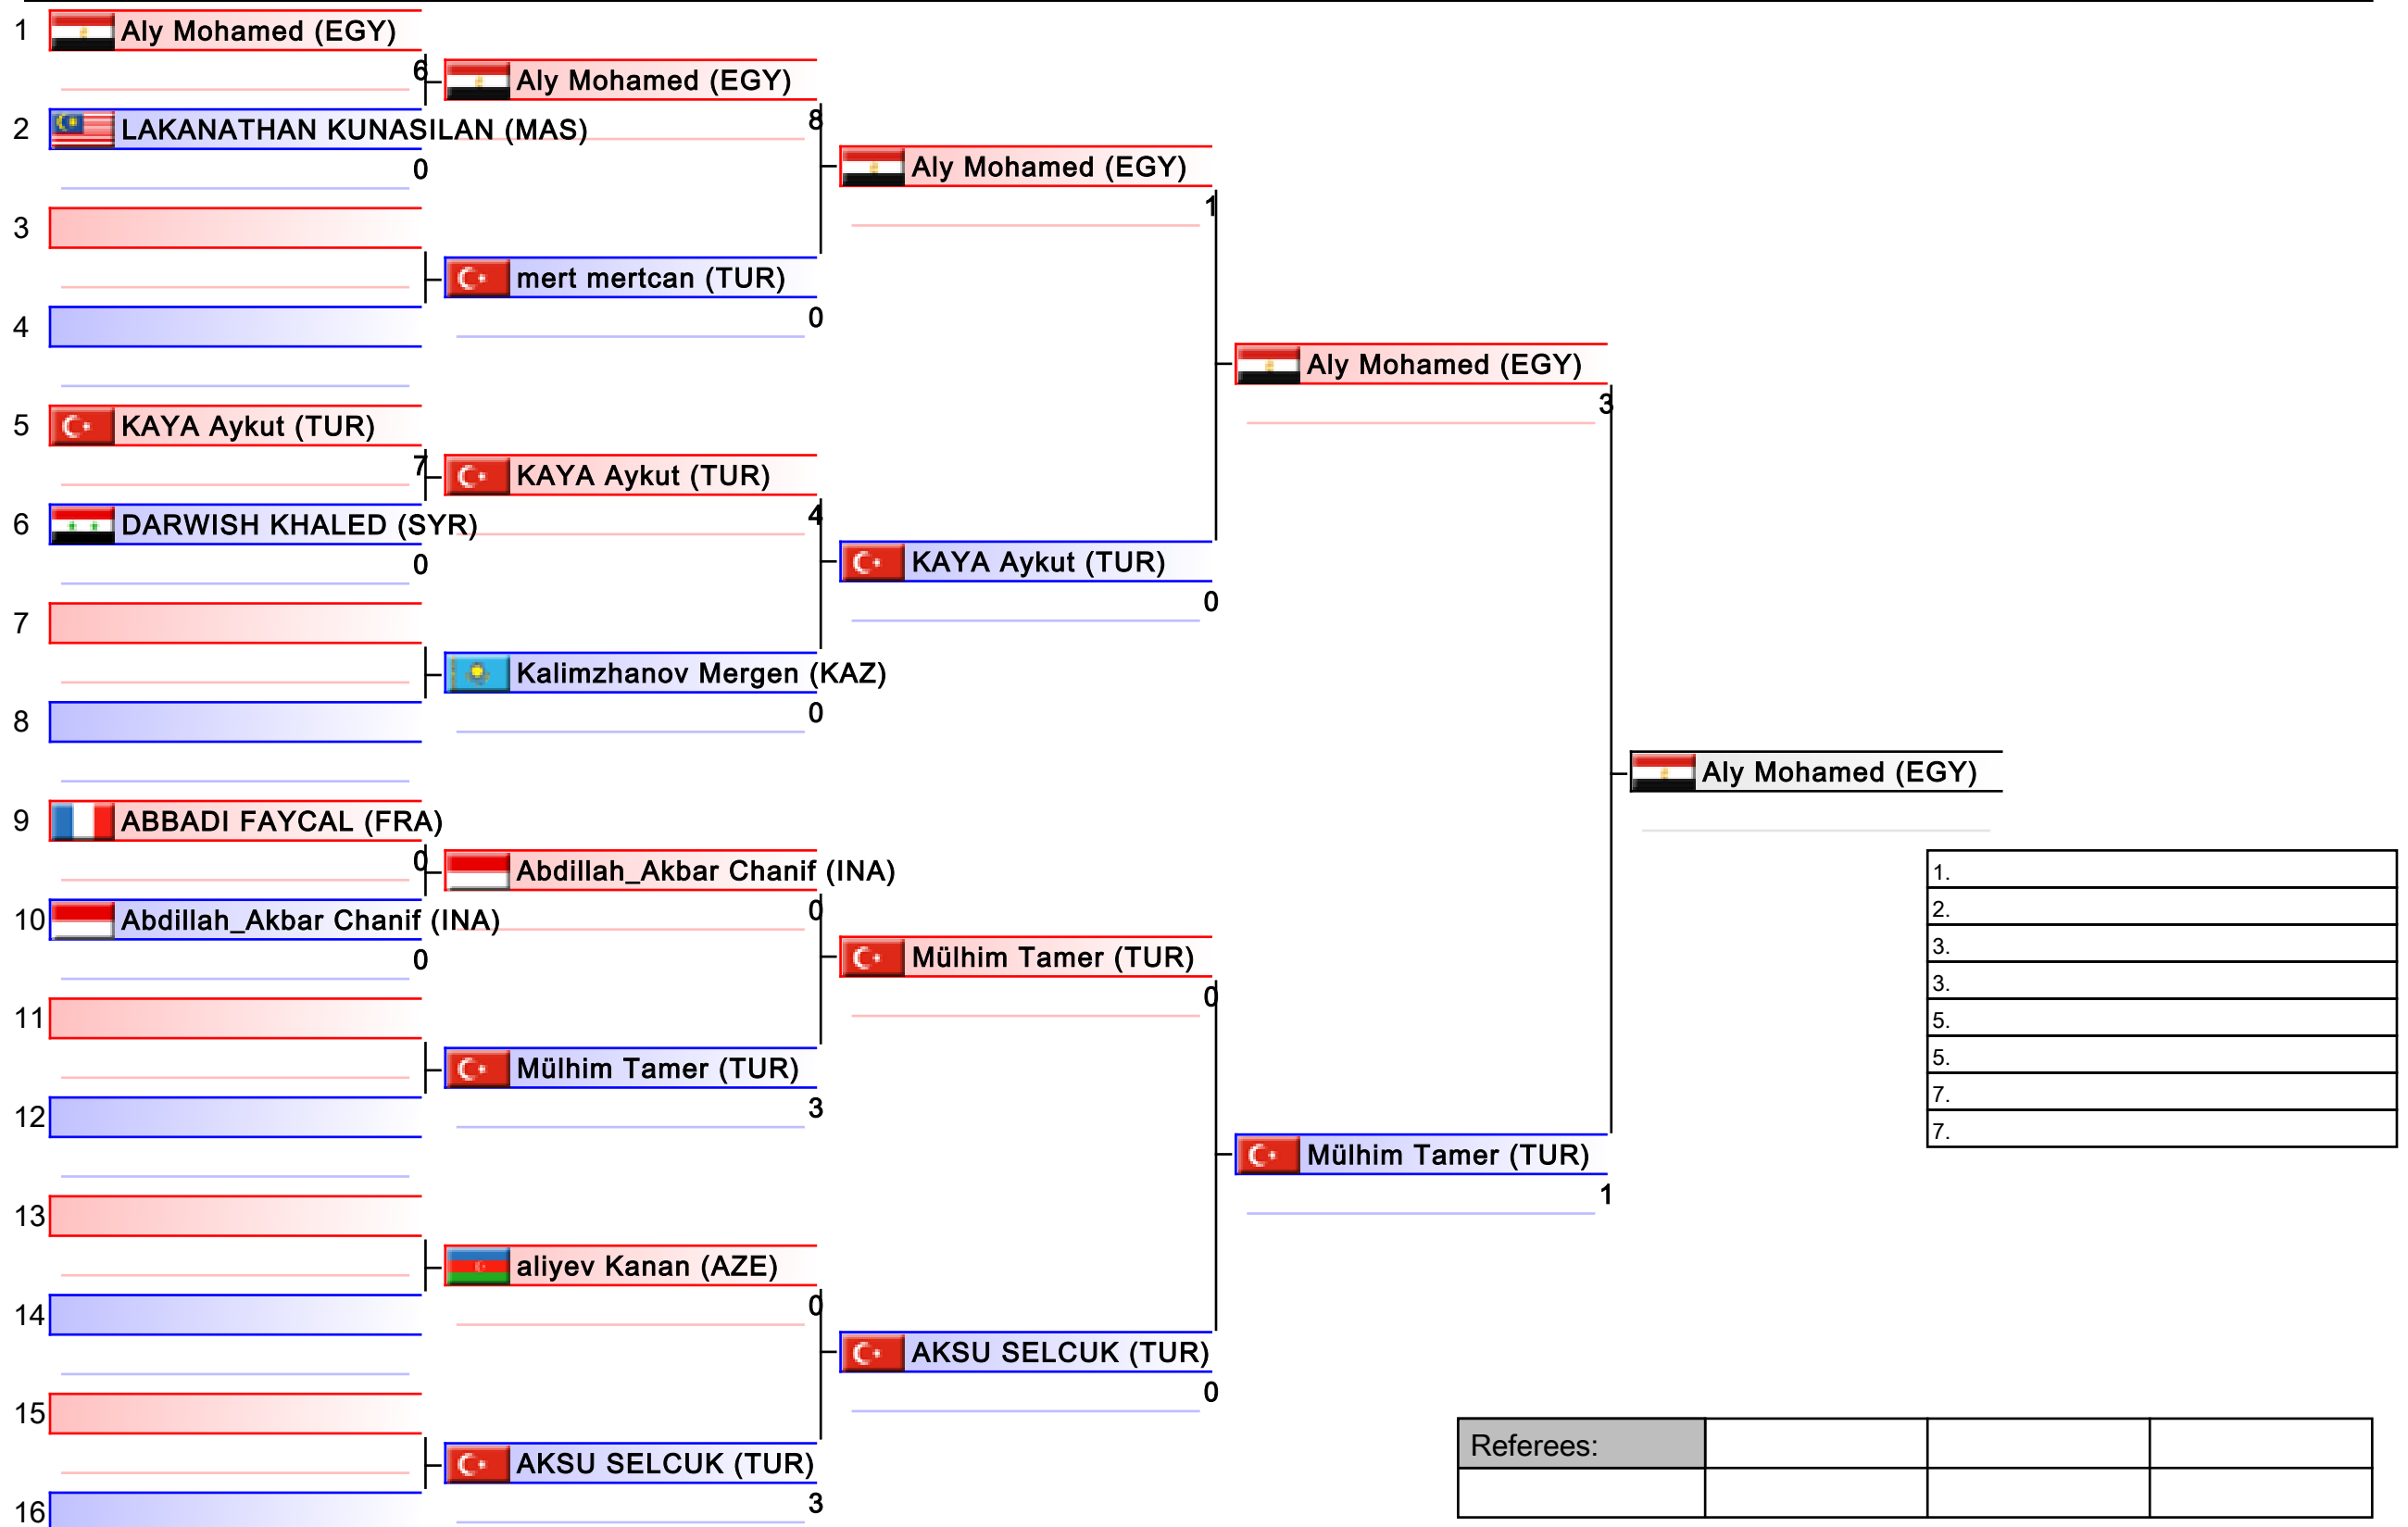 1 Aly Mohamed (EGY)
6
Aly Mohamed (EGY)
8
2 LAKANATHAN KUNASILAN (MAS)
0
Aly Mohamed (EGY)
1
3
mert mertcan (TUR)
0
4
Aly Mohamed (EGY)
3
5 KAYA Aykut (TUR)
7
KAYA Aykut (TUR)
4
6 DARWISH KHALED (SYR)
0
KAYA Aykut (TUR)
0
7
Kalimzhanov Mergen (KAZ)
0
8
Aly Mohamed (EGY)
9 ABBADI FAYCAL (FRA)
0
Abdillah_Akbar Chanif (INA)
0
10 Abdillah_Akbar Chanif (INA)
0
Mülhim Tamer (TUR)
0
11
Mülhim Tamer (TUR)
3
12
Mülhim Tamer (TUR)
1
13
aliyev Kanan (AZE)
0
14
AKSU SELCUK (TUR)
0
15
AKSU SELCUK (TUR)
3
16
1.
2.
3.
3.
5.
5.
7.
7.
Referees: